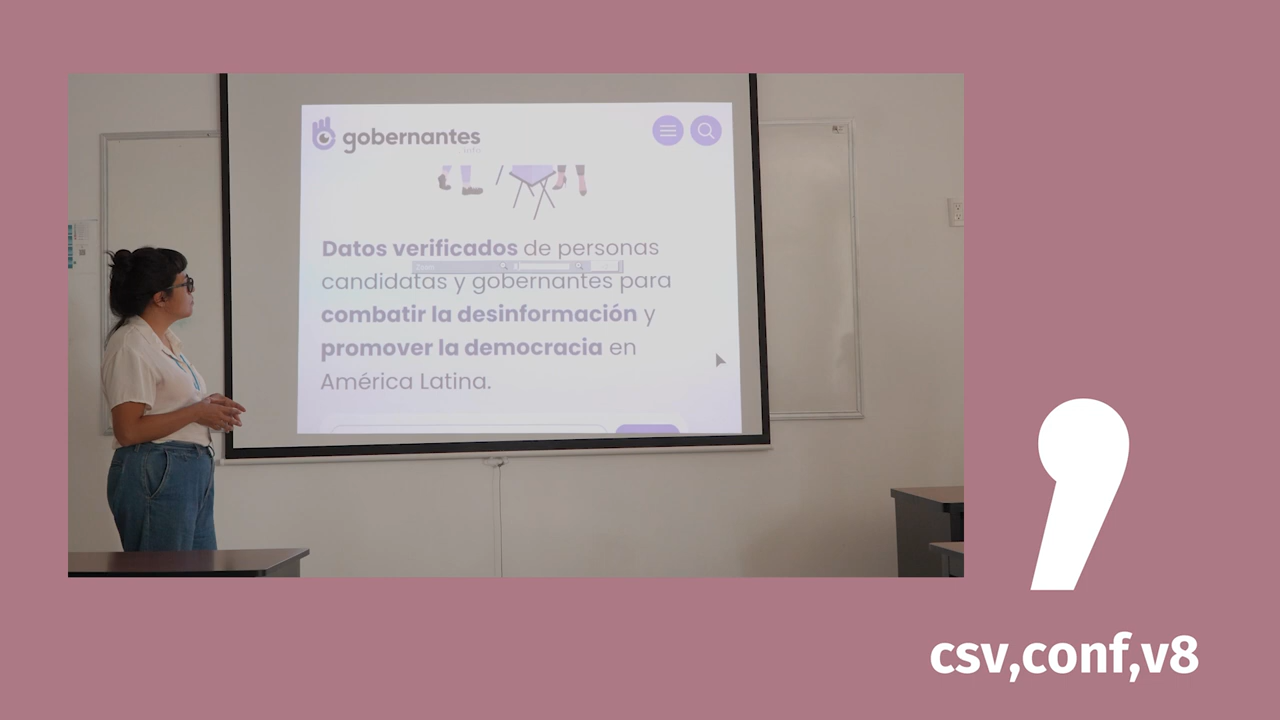 gobernantes
Datos verificados de personas
candidatas y gobernantes para
combatir la desinformación y
promover la democracia en
América Latina.
csv,conf,v8